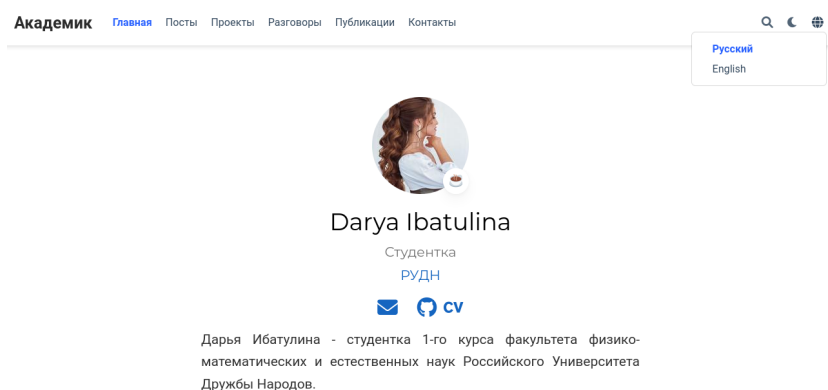 Академик Главная Посты Проекты Разговоры Публикации Контакты
Русский
English
Darya Ibatulina
Студентка
РУДН
CV
Дарья Ибатулина - студентка 1-го курса факультета физико-
математических и естественных наук Российского Университета
Дружбы Народов.